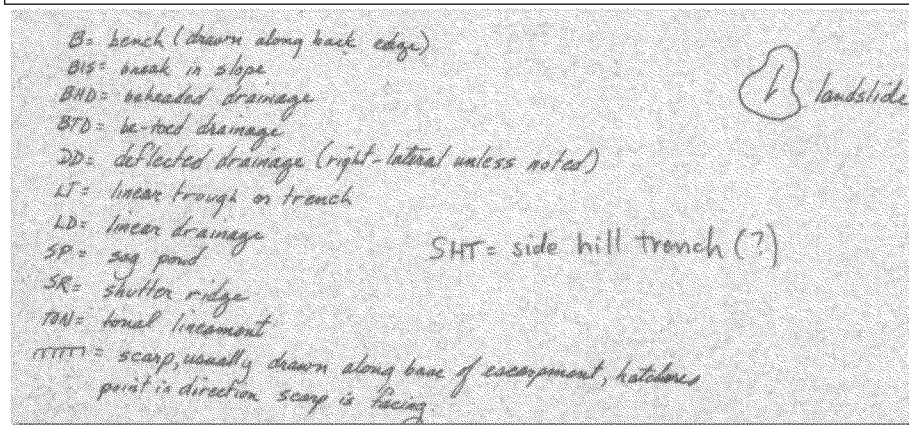 B= bench (drawn along back edge)
BIS= break in slope
BHD= beheaded drainage
BTD= be-toed drainage
DD= deflected drainage (right-lateral unless noted)
LT= linear trough or trench
LD= linear drainage
SP= sag pond
SR= shutter ridge
TON= tonal lineament
= scarp, usually drawn along base of escarpment, hatchures
point in direction scarp is facing
landslide
SHT= side hill trench (?)